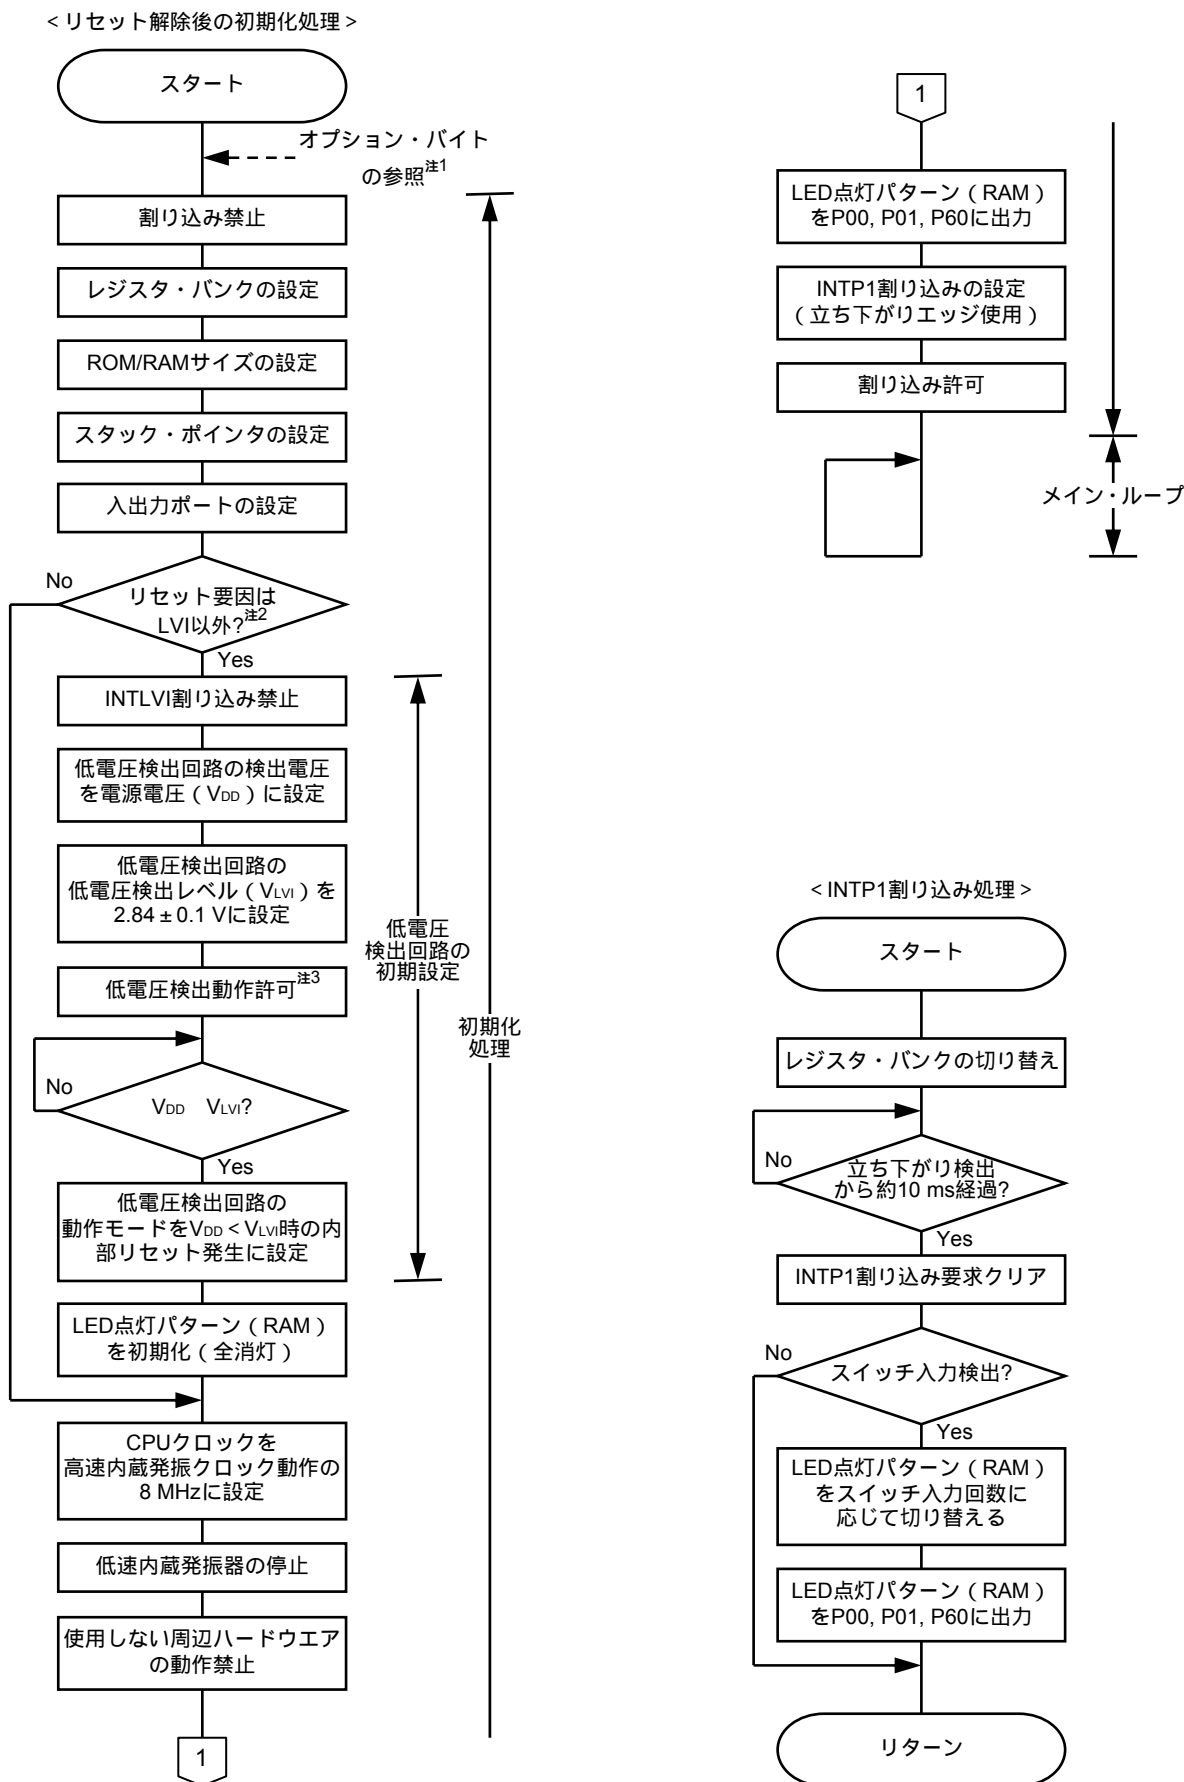 ＜リセット解除後の初期化処理＞
スタート
オプション・バイト
の参照注1
割り込み禁止
レジスタ・バンクの設定
ROM/RAMサイズの設定
スタック・ポインタの設定
入出力ポートの設定
No
リセット要因は
LVI以外?注2
Yes
INTLVI割り込み禁止
低電圧検出回路の検出電圧
を電源電圧（VDD）に設定
低電圧検出回路の
低電圧検出レベル（VLVI）を
2.84±0.1 Vに設定
低電圧検出動作許可注3
No
VDD VLVI?
Yes
低電圧検出回路の
動作モードをVDD＜VLVI時の内
部リセット発生に設定
LED点灯パターン（RAM）
を初期化（全消灯）
CPUクロックを
高速内蔵発振クロック動作の
8 MHzに設定
低速内蔵発振器の停止
使用しない周辺ハードウエア
の動作禁止
1
低電圧
検出回路の
初期設定
初期化
処理
1
LED点灯パターン（RAM）
をP00, P01, P60に出力
INTP1割り込みの設定
（立ち下がりエッジ使用）
割り込み許可
メイン・ループ
＜INTP1割り込み処理＞
スタート
レジスタ・バンクの切り替え
No
立ち下がり検出
から約10 ms経過?
Yes
INTP1割り込み要求クリア
No
スイッチ入力検出?
Yes
LED点灯パターン（RAM）
をスイッチ入力回数に
応じて切り替える
LED点灯パターン（RAM）
をP00, P01, P60に出力
リターン